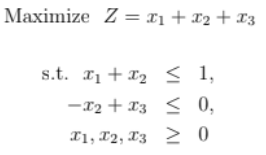 Maximize Z = x₁ + x₂ + x₃
s.t. x₁ + x₂ ≤ 1,
−x₂ + x₃ ≤ 0,
x₁, x₂, x₃ ≥ 0